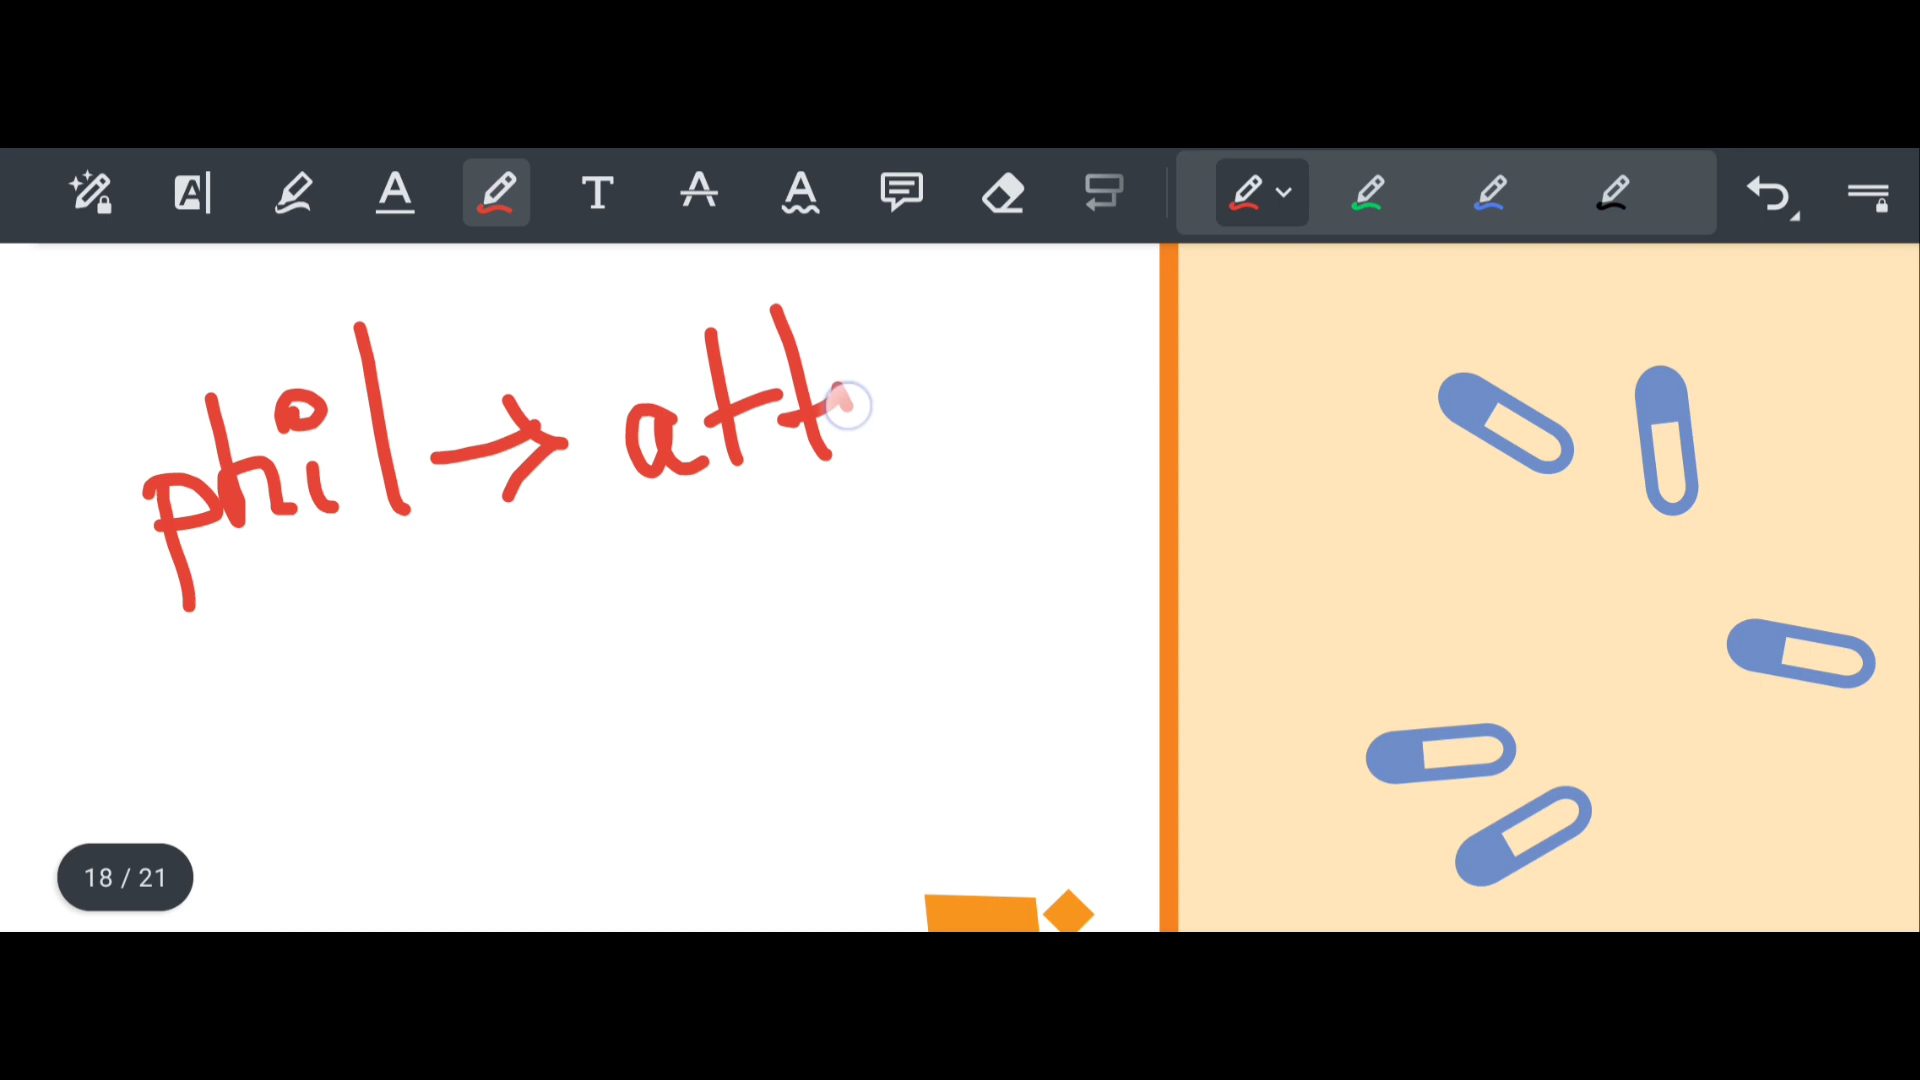 phil → att
18 / 21